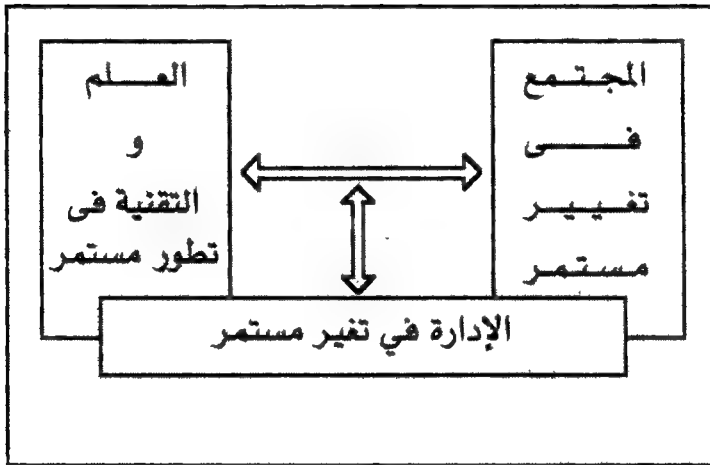 المجتمع
فى
تغيير
مستمر
العلم
و
التقنية فى
تطور مستمر
الإدارة في تغير مستمر